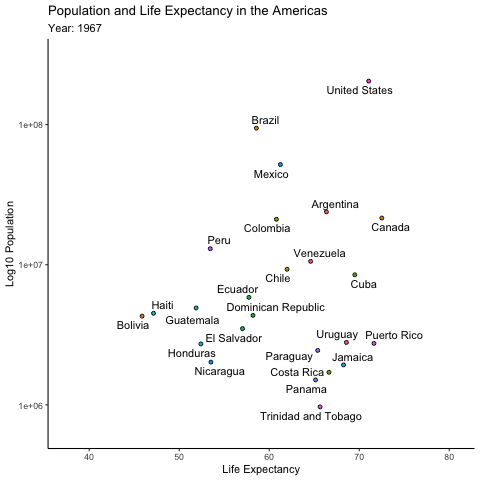 Population and Life Expectancy in the Americas
Year: 1967
United States
1e+08
Brazil
Mexico
Argentina
Canada
Colombia
Peru
Venezuela
1e+07
Chile
Cuba
Ecuador
Haiti
Dominican Republic
Guatemala
Bolivia
El Salvador
Uruguay
Puerto Rico
Honduras
Paraguay
Jamaica
Nicaragua
Costa Rica
Panama
1e+06
Trinidad and Tobago
Log10 Population
40
50
60
70
80
Life Expectancy